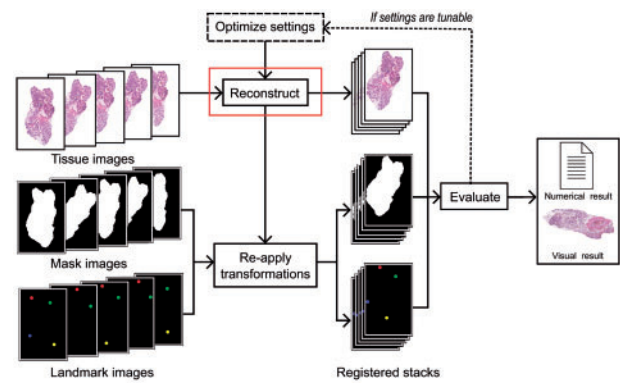 If settings are tunable
Optimize settings
Reconstruct
Tissue images
Evaluate
Numerical result
Visual result
Mask images
Re-apply
transformations
Landmark images
Registered stacks